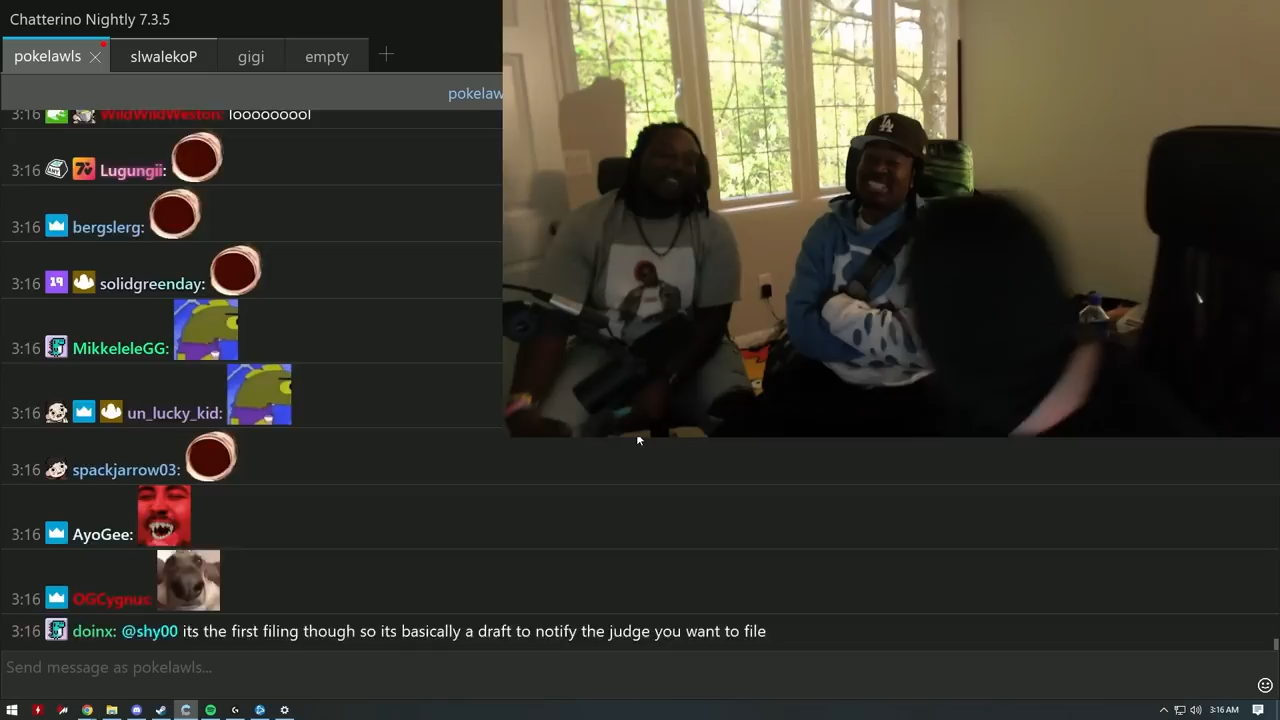 Chatterino Nightly 7.3.5
pokelawls
slwalekoP
gigi
empty
pokelaw
3:16 WildWildWeston: looooooool
3:16 Lugungii:
3:16 bergslerg:
3:16 19 solidgreenday:
3:16 MikkeleleGG:
3:16 un_lucky_kid:
3:16 spackjarrow03:
3:16 AyoGee:
3:16 OGCygnus:
3:16 doinx: @shy00 its the first filing though so its basically a draft to notify the judge you want to file
Send message as pokelawls...
LA
3:16 AM